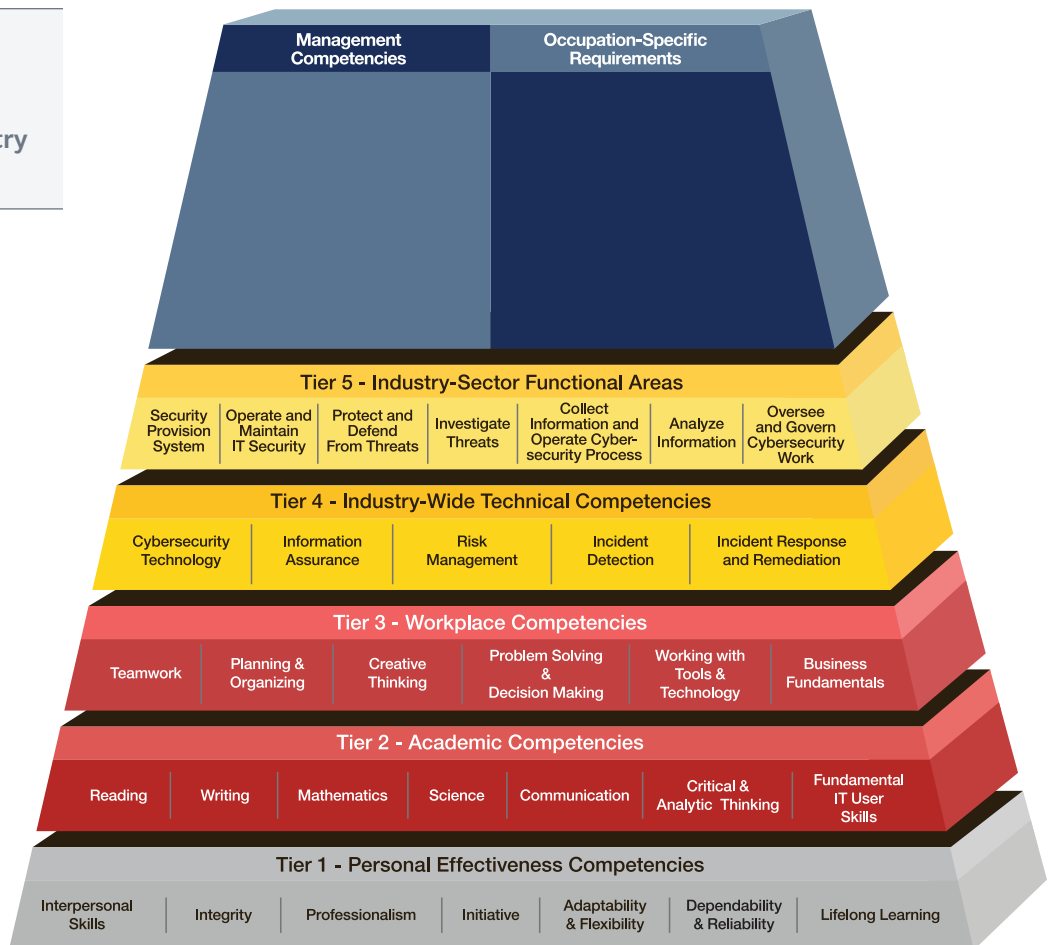 try
Management
Competencies
Occupation-Specific
Requirements
Tier 5 - Industry-Sector Functional Areas
Security
Provision
System
Operate and
Maintain
IT Security
Protect and
Defend
From Threats
Investigate
Threats
Collect
Information and
Operate Cyber-
security Process
Analyze
Information
Oversee
and Govern
Cybersecurity
Work
Tier 4 - Industry-Wide Technical Competencies
Cybersecurity
Technology
Information
Assurance
Risk
Management
Incident
Detection
Incident Response
and Remediation
Tier 3 - Workplace Competencies
Teamwork
Planning &
Organizing
Creative
Thinking
Problem Solving
&
Decision Making
Working with
Tools &
Technology
Business
Fundamentals
Tier 2 - Academic Competencies
Reading
Writing
Mathematics
Science
Communication
Critical &
Analytic Thinking
Fundamental
IT User
Skills
Tier 1 - Personal Effectiveness Competencies
Interpersonal
Skills
Integrity
Professionalism
Initiative
Adaptability
& Flexibility
Dependability
& Reliability
Lifelong Learning